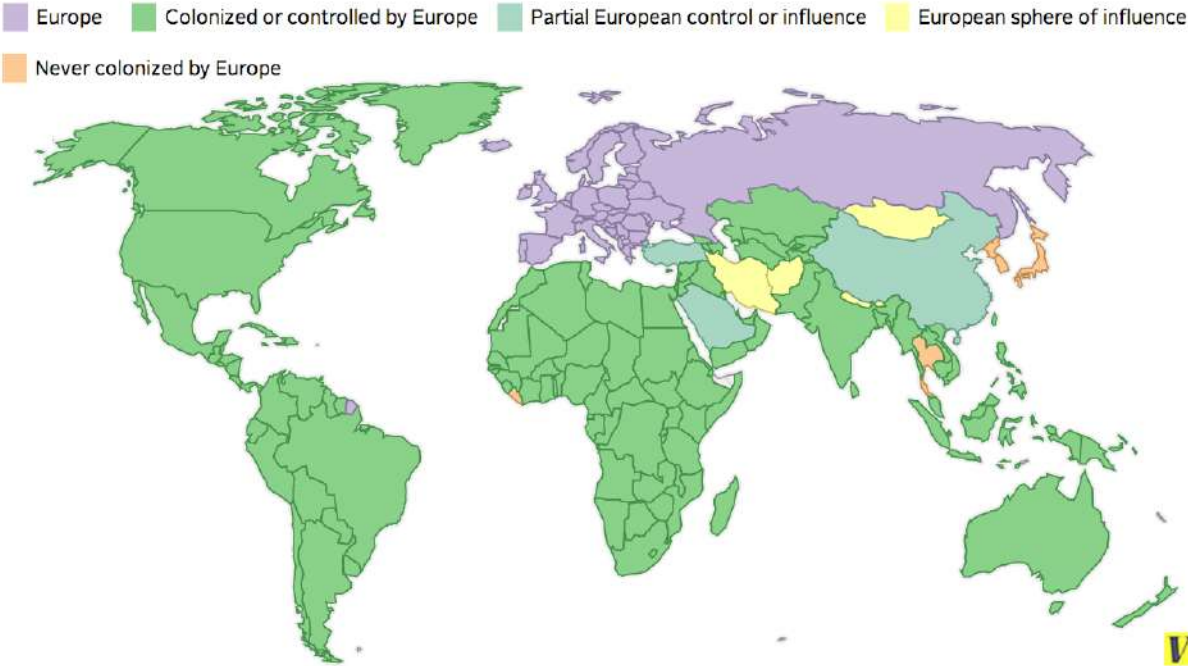 Europe Colonized or controlled by Europe Partial European control or influence European sphere of influence
Never colonized by Europe
V